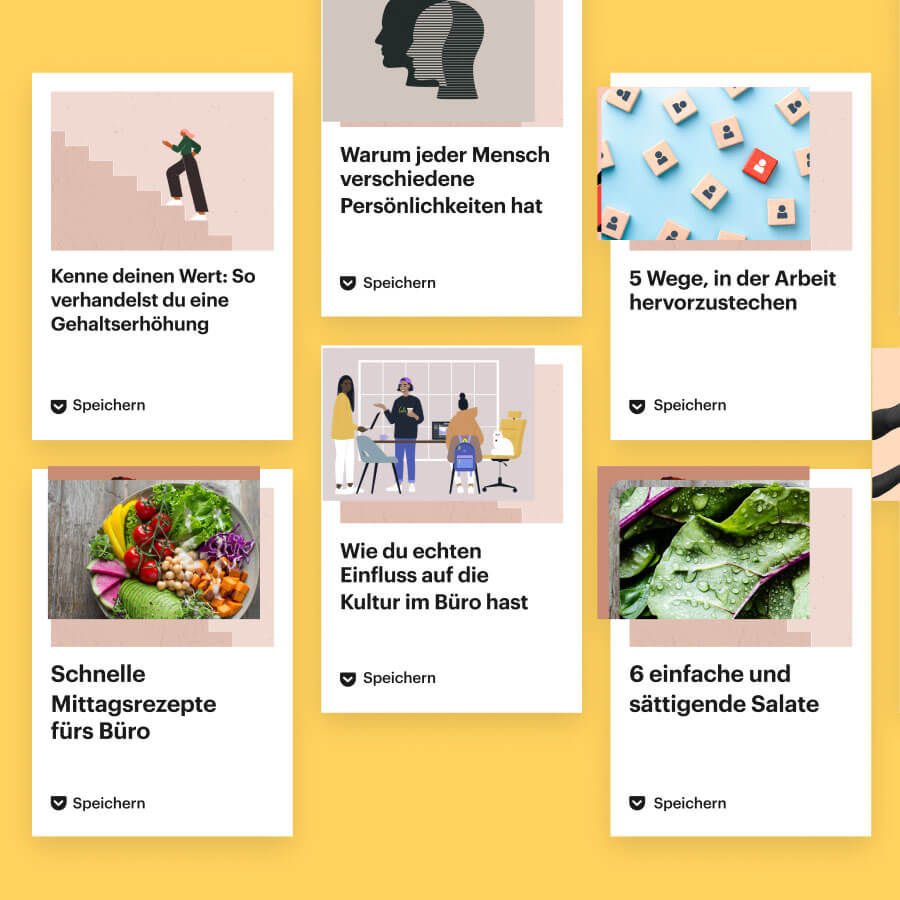 Kenne deinen Wert: So
verhandelst du eine
Gehaltserhöhung
Speichern
Schnelle
Mittagsrezepte
fürs Büro
Speichern
Warum jeder Mensch
verschiedene
Persönlichkeiten hat
Speichern
Wie du echten
Einfluss auf die
Kultur im Büro hast
Speichern
5 Wege, in der Arbeit
hervorzustechen
Speichern
6 einfache und
sättigende Salate
Speichern